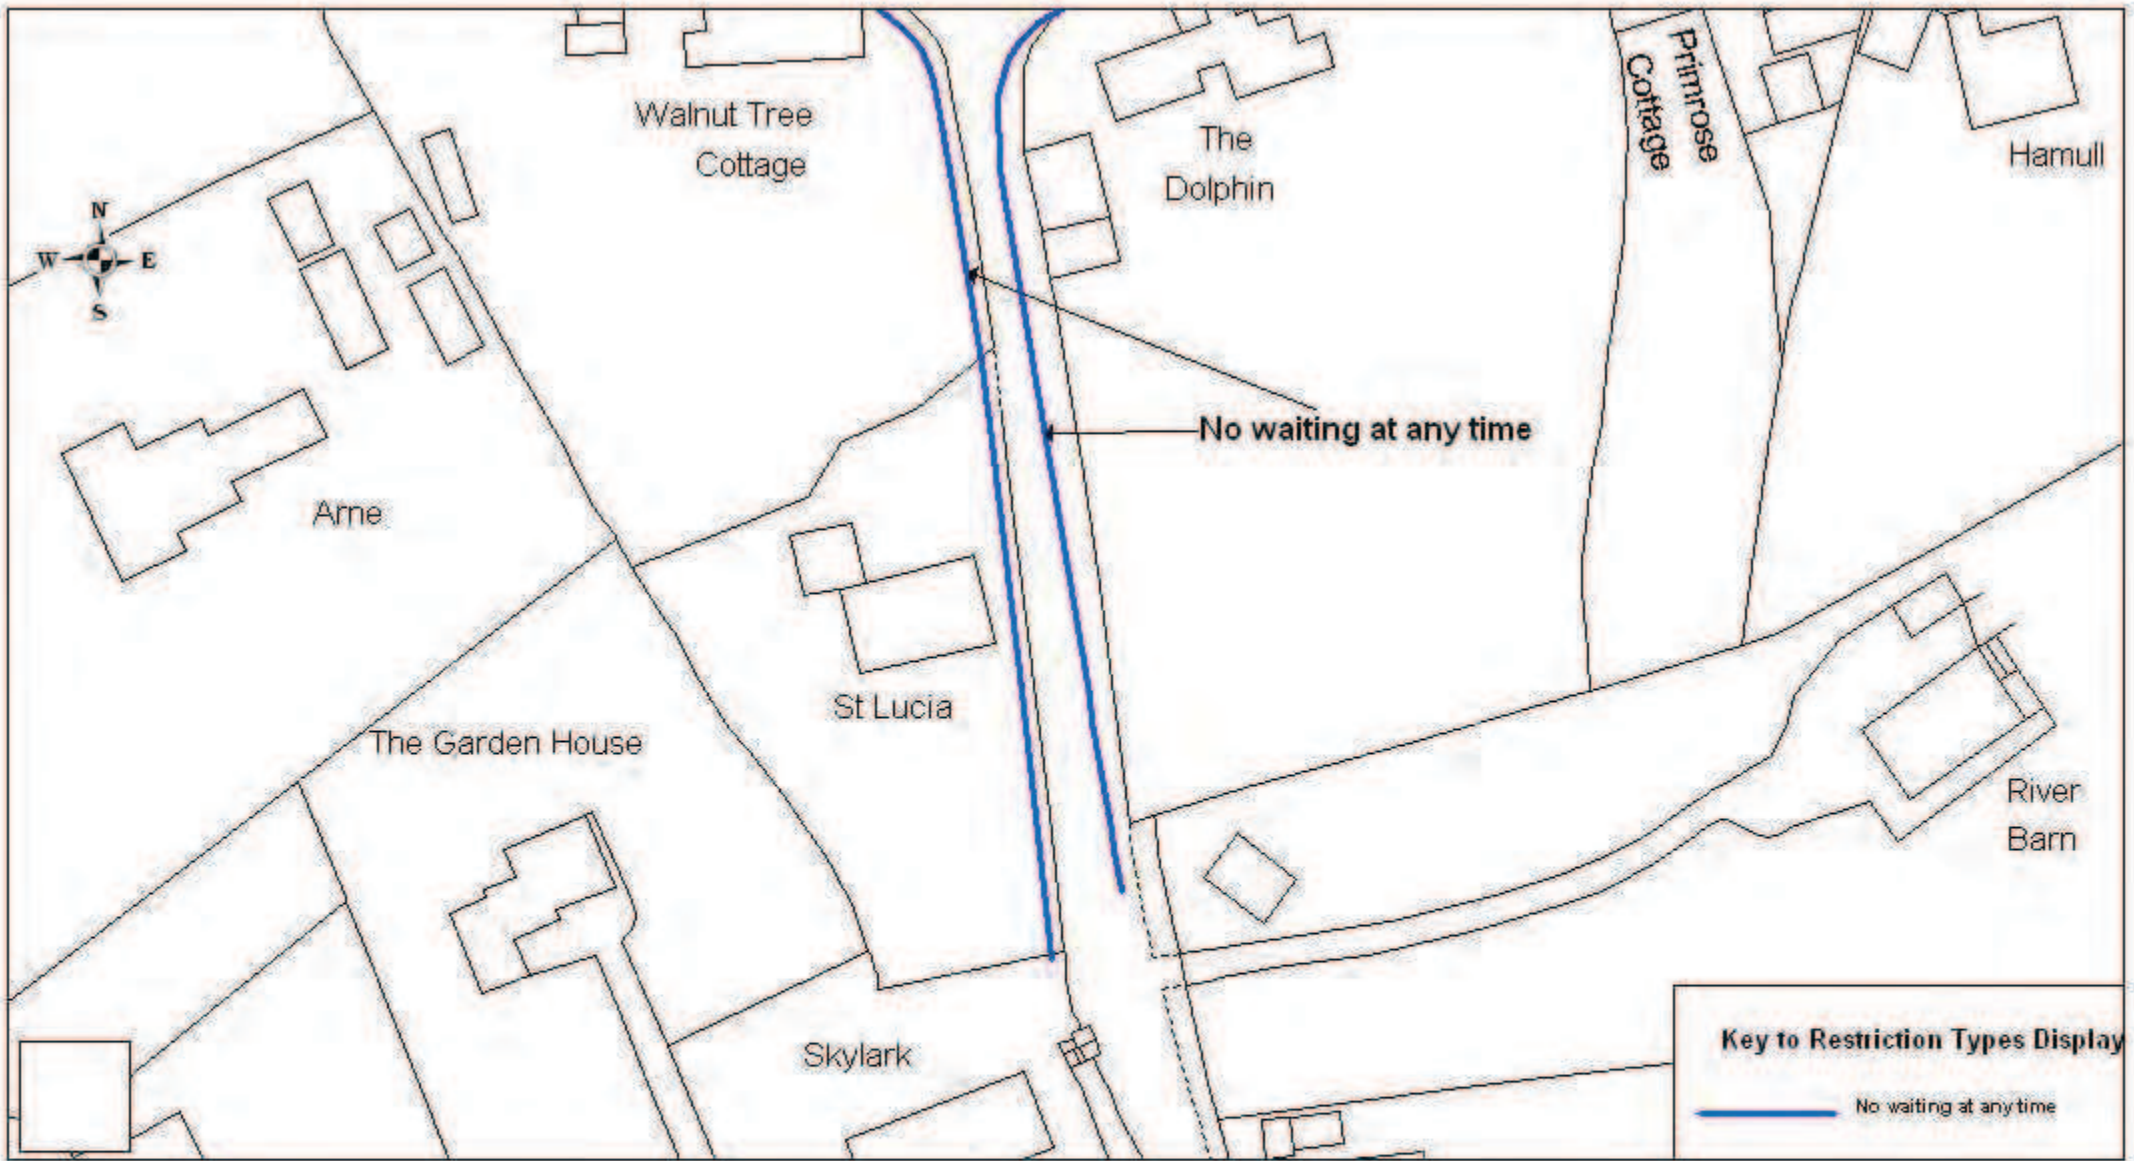 Walnut Tree
Cottage
The
Dolphin
Primrose
Cottage
Hamull
N
W E
S
No waiting at any time
Arne
St Lucia
The Garden House
River
Barn
Skylark
Key to Restriction Types Display
No waiting at any time